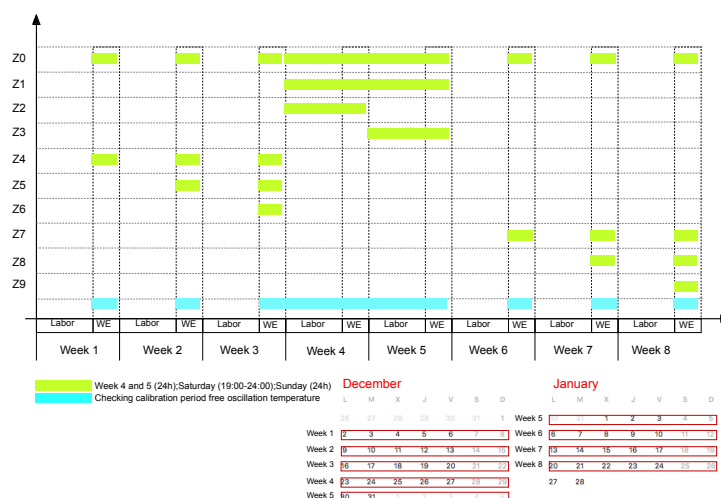 Z0
Z1
Z2
Z3
Z4
Z5
Z6
Z7
Z8
Z9
Labor WE Labor WE Labor WE Labor WE Labor WE Labor WE Labor WE Labor WE
Week 1 Week 2 Week 3 Week 4 Week 5 Week 6 Week 7 Week 8
Week 4 and 5 (24h);Saturday (19:00-24:00);Sunday (24h)
Checking calibration period free oscillation temperature
December
L M X J V S D
26 27 28 29 30 31 1
Week 1 2 3 4 5 6 7 8
Week 2 9 10 11 12 13 14 15
Week 3 16 17 18 19 20 21 22
Week 4 23 24 25 26 27 28 29
Week 5 30 31 1 2 3 4 5
January
L M X J V S D
Week 5 30 31 1 2 3 4 5
Week 6 6 7 8 9 10 11 12
Week 7 13 14 15 16 17 18 19
Week 8 20 21 22 23 24 25 26
27 28